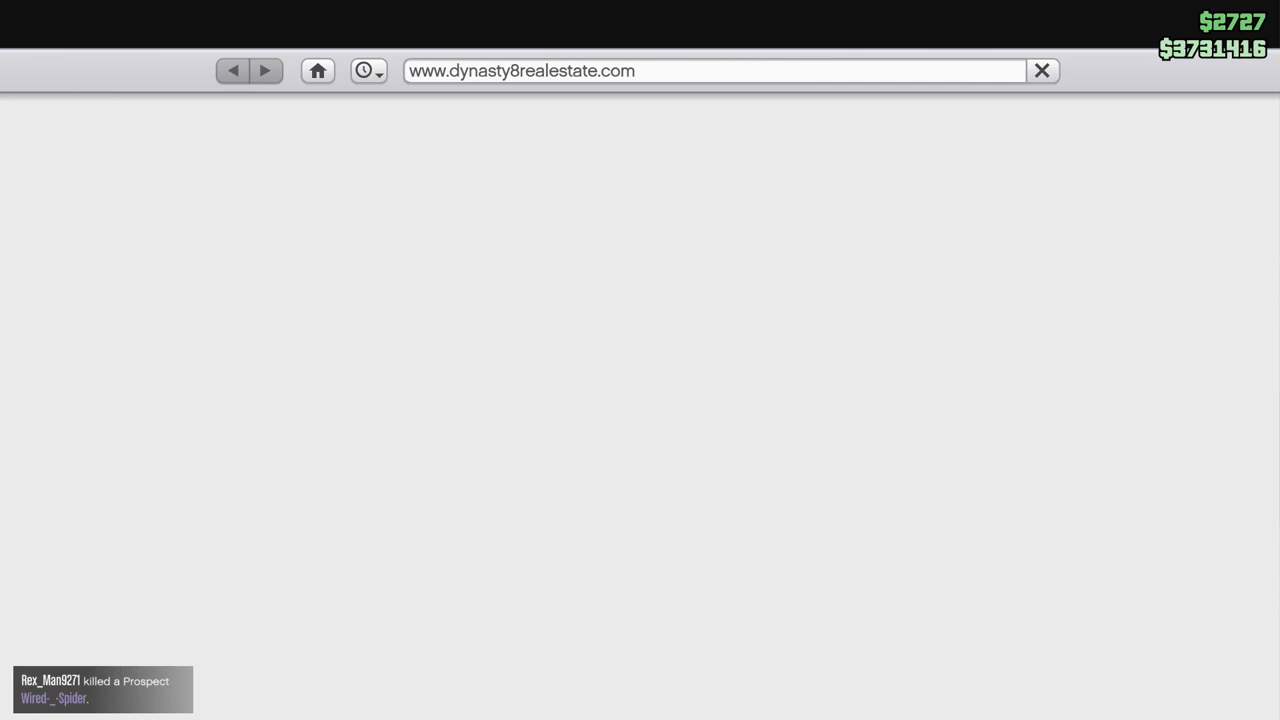 $2727
$3731416
www.dynasty8realestate.com
Rex_Man9271 killed a Prospect
Wired-_-Spider.